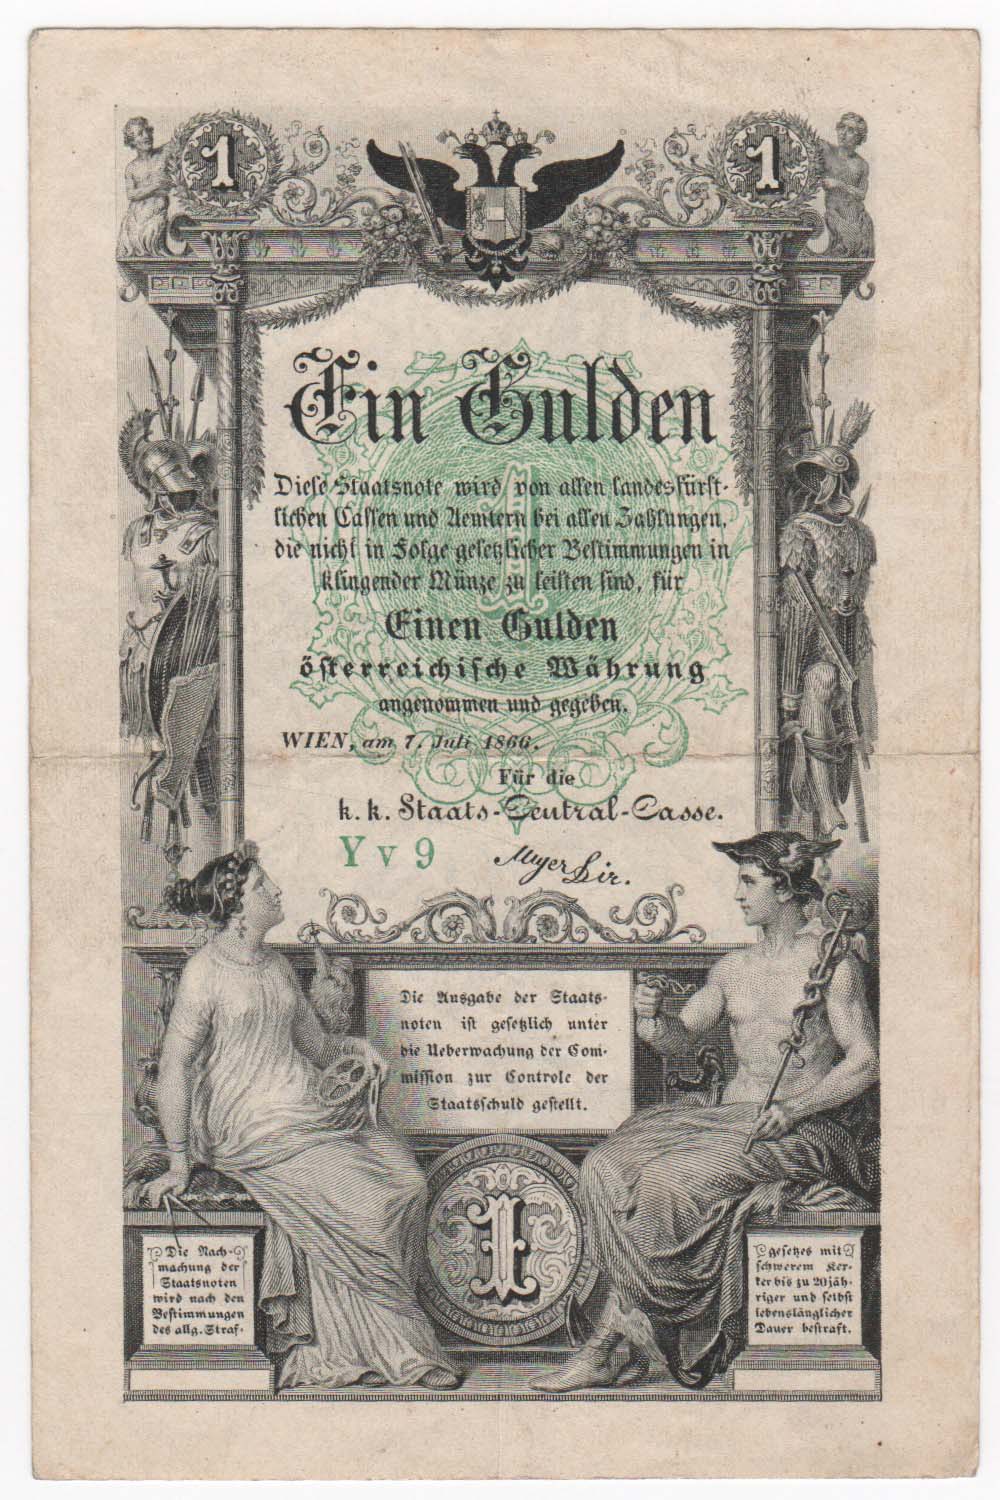 1 1
Ein Gulden
Diese Staatsnote wird von allen landesfürst-
lichen Cassen und Aemtern bei allen Zahlungen,
die nicht in Folge gesetzlicher Bestimmungen in
klingender Münze zu leisten sind, für
Einen Gulden
österreichische Währung
angenommen und gegeben.
WIEN, am 7. Juli 1866.
Für die
k. k. Staats-Central-Casse.
Y v 9
Die Ausgabe der Staats-
noten ist gesetzlich unter
die Ueberwachung der Com-
mission zur Controle der
Staatsschuld gestellt.
1
Die Nach-
machung der
Staatsnoten
wird nach den
Bestimmungen
des allg. Straf-
gesetzes mit
schwerem Ker-
ker bis zu 20 jäh-
riger und selbst
lebenslänglicher
Dauer bestraft.